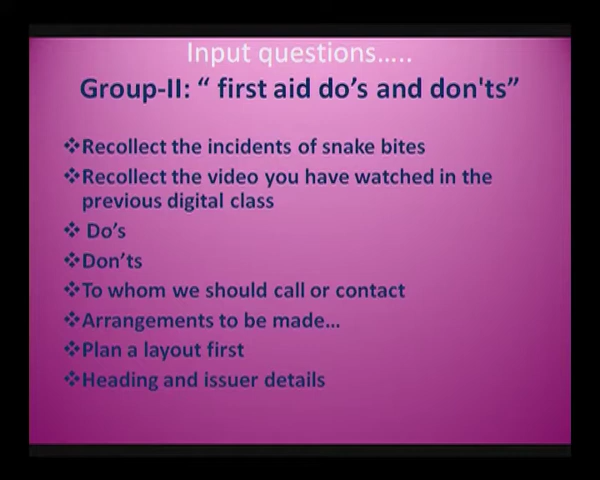 Input questions…..
Group-II: “ first aid do’s and don'ts”
❖Recollect the incidents of snake bites
❖Recollect the video you have watched in the
previous digital class
❖ Do’s
❖Don’ts
❖To whom we should call or contact
❖Arrangements to be made…
❖Plan a layout first
❖Heading and issuer details